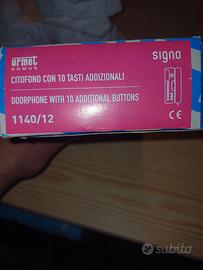 urmet
DOMUS
signo
CITOFONO CON 10 TASTI ADDIZIONALI
DOORPHONE WITH 10 ADDITIONAL BUTTONS
1140/12
CE
subito